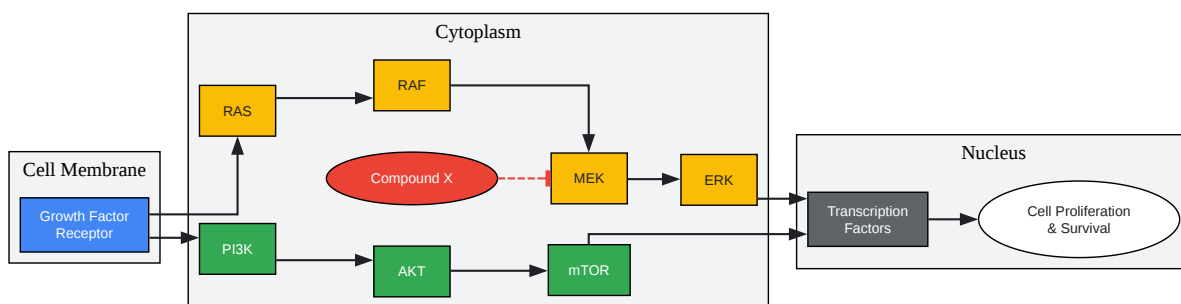 Cytoplasm
RAF
RAS
Cell Membrane
Nucleus
Compound X
MEK
ERK
Growth Factor
Receptor
Transcription
Factors
Cell Proliferation
& Survival
PI3K
AKT
mTOR